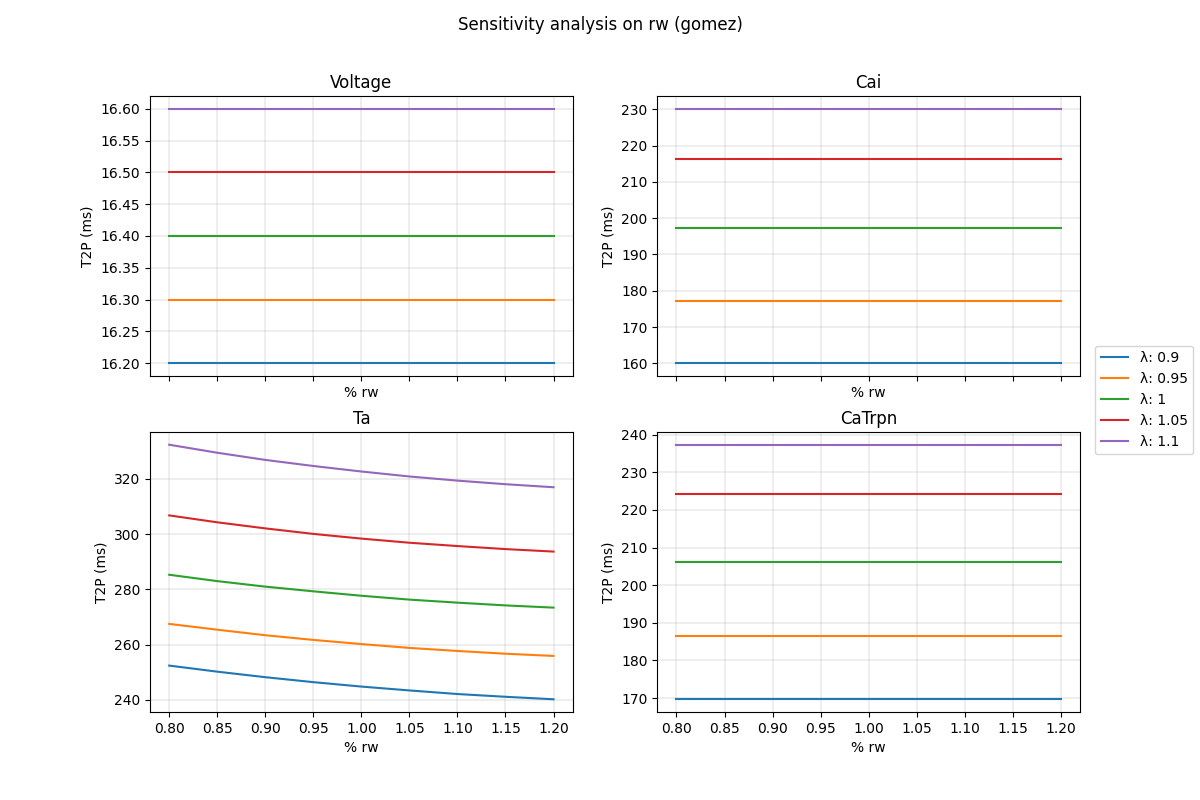 Sensitivity analysis on rw (gomez)
Voltage
T2P (ms)
16.60
16.55
16.50
16.45
16.40
16.35
16.30
16.25
16.20
% rw
Cai
T2P (ms)
230
220
210
200
190
180
170
160
% rw
Ta
T2P (ms)
320
300
280
260
240
0.80 0.85 0.90 0.95 1.00 1.05 1.10 1.15 1.20
% rw
CaTrpn
T2P (ms)
240
230
220
210
200
190
180
170
0.80 0.85 0.90 0.95 1.00 1.05 1.10 1.15 1.20
% rw
λ: 0.9
λ: 0.95
λ: 1
λ: 1.05
λ: 1.1